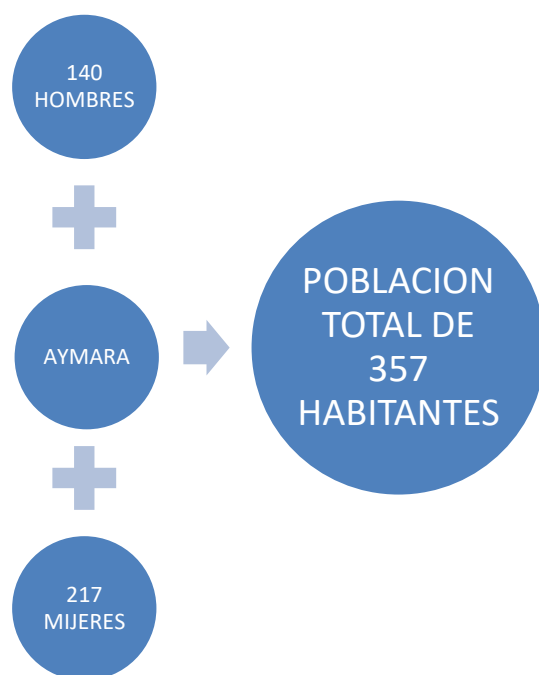 140
HOMBRES
AYMARA
217
MIJERES
POBLACION
TOTAL DE
357
HABITANTES